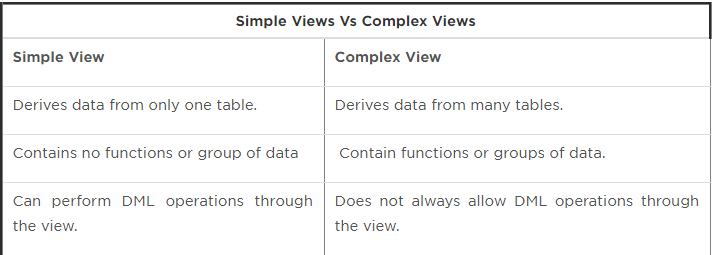 Simple Views Vs Complex Views
Simple View
Complex View
Derives data from only one table.
Derives data from many tables.
Contains no functions or group of data
Contain functions or groups of data.
Can perform DML operations through
the view.
Does not always allow DML operations through
the view.